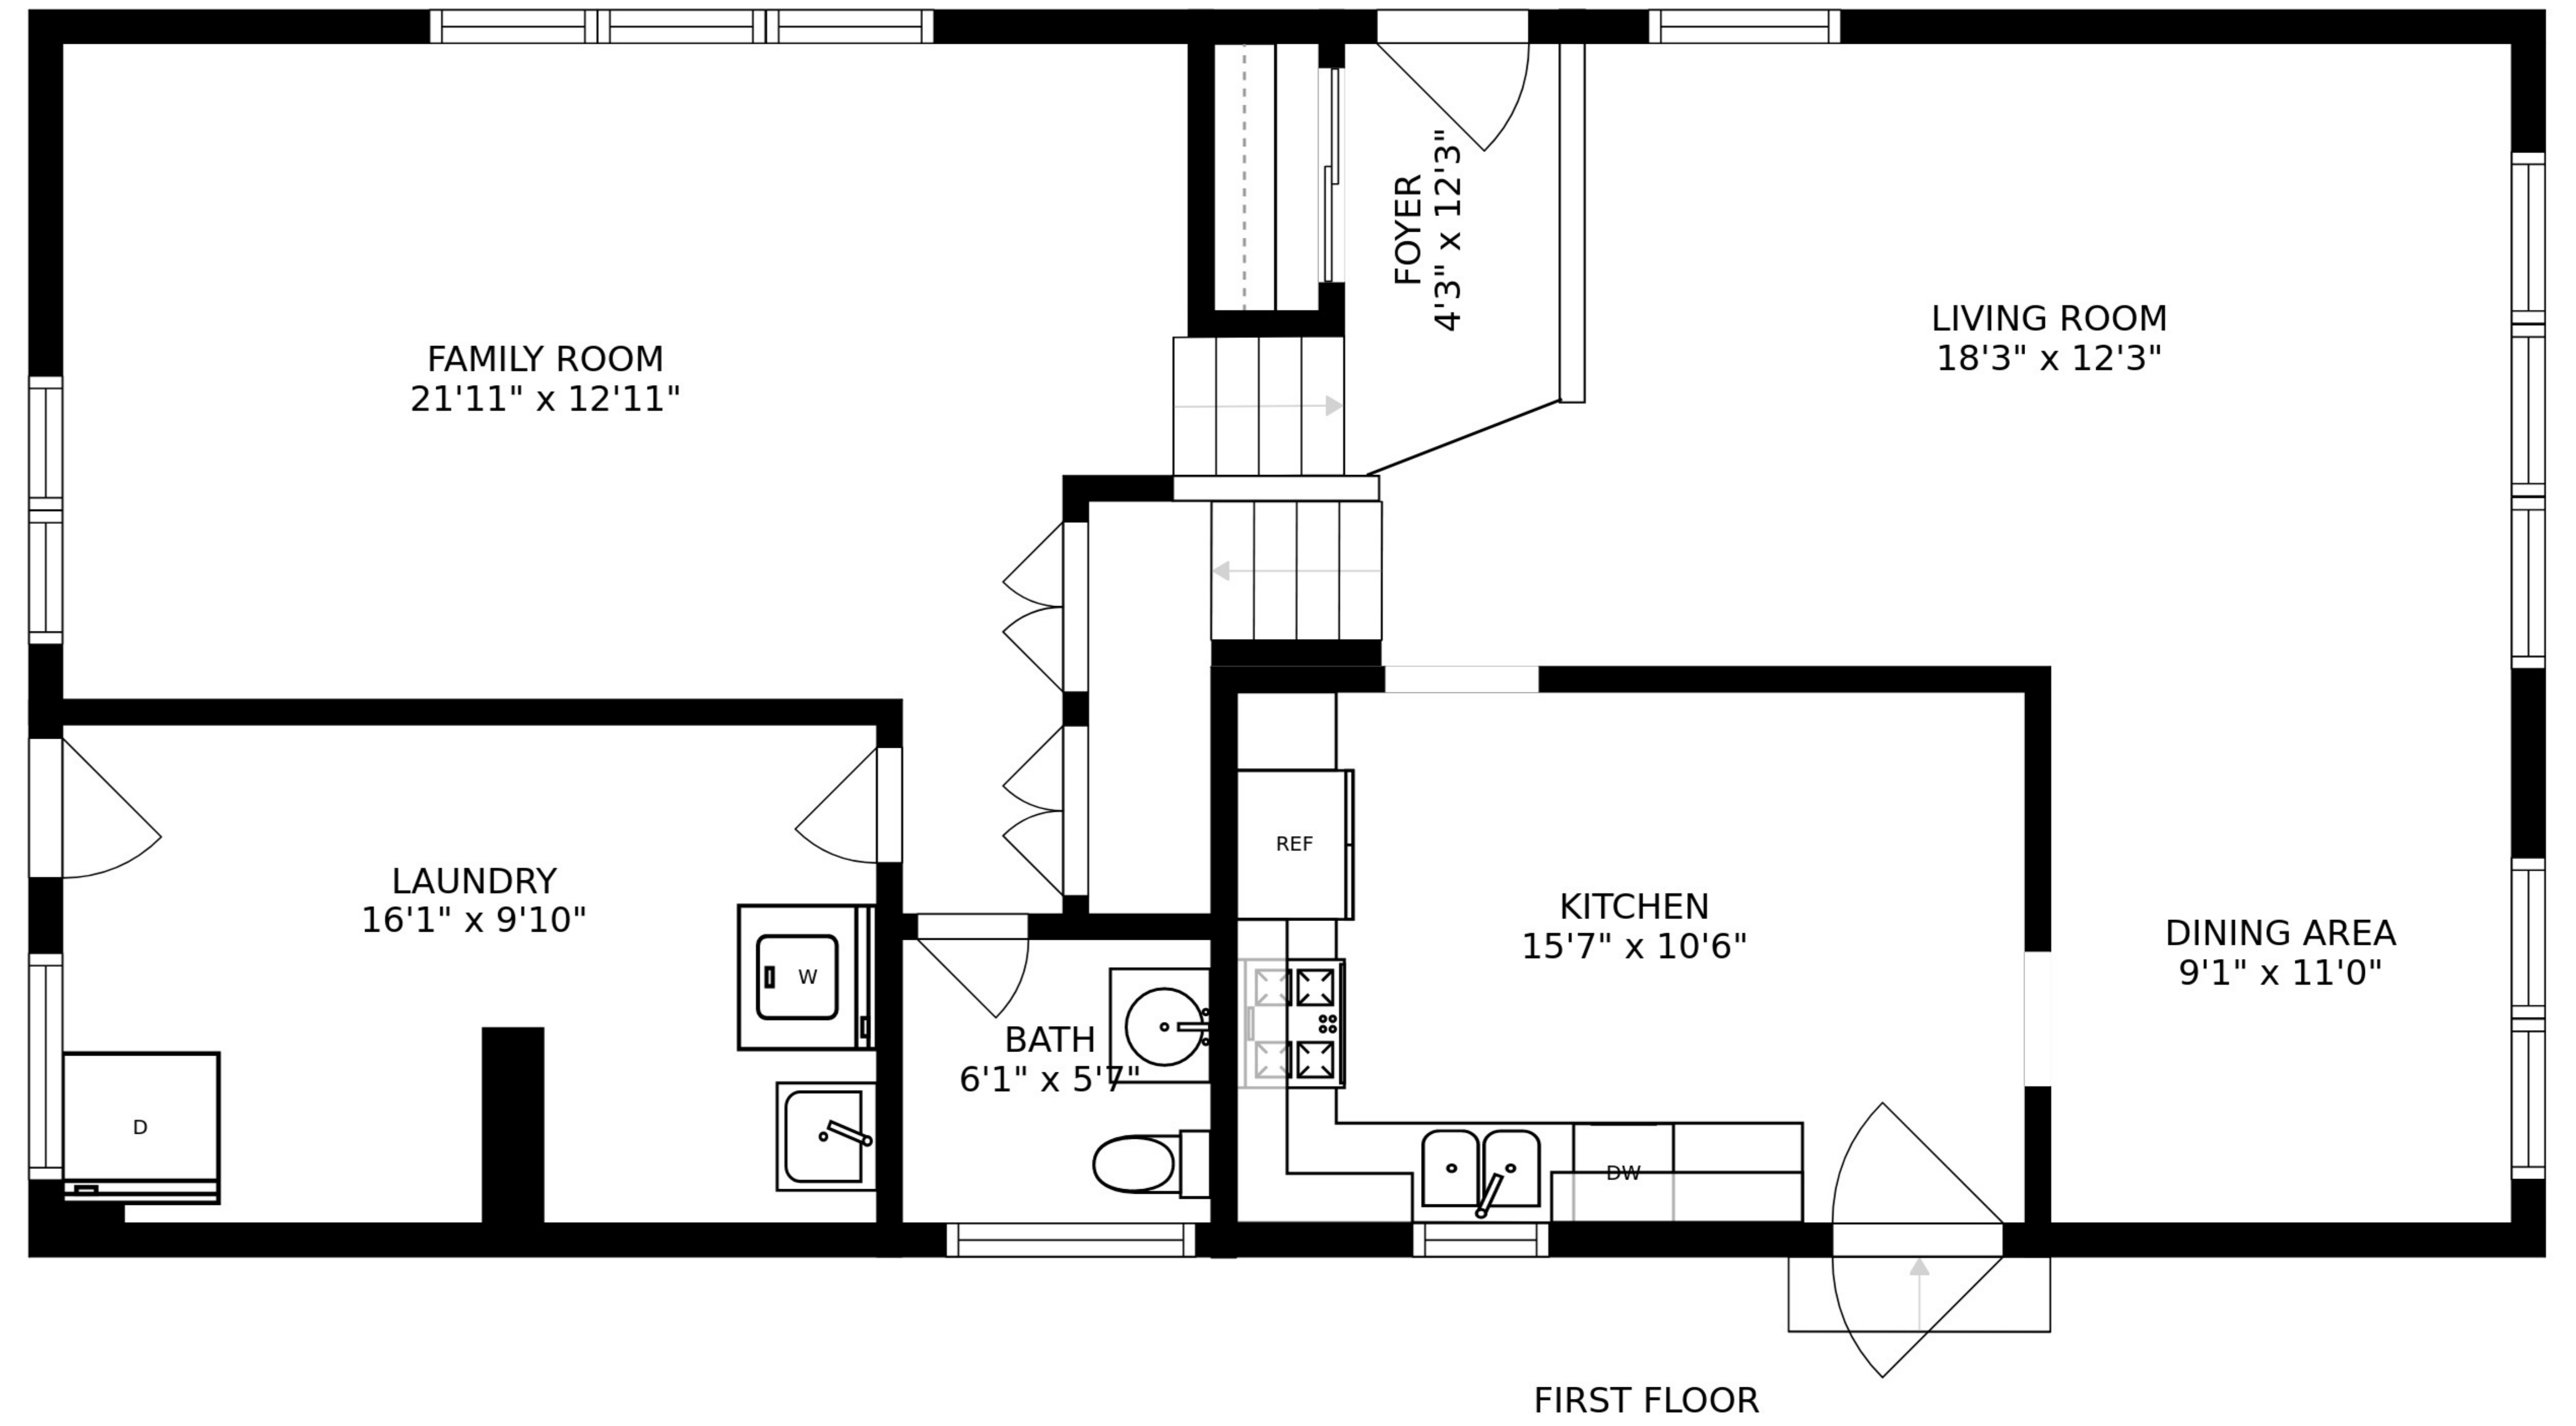 FOYER
4'3" x 12'3"
LIVING ROOM
18'3" x 12'3"
FAMILY ROOM
21'11" x 12'11"
REF
LAUNDRY
16'1" x 9'10"
KITCHEN
15'7" x 10'6"
DINING AREA
9'1" x 11'0"
W
BATH
6'1" x 5'7"
D
DW
FIRST FLOOR